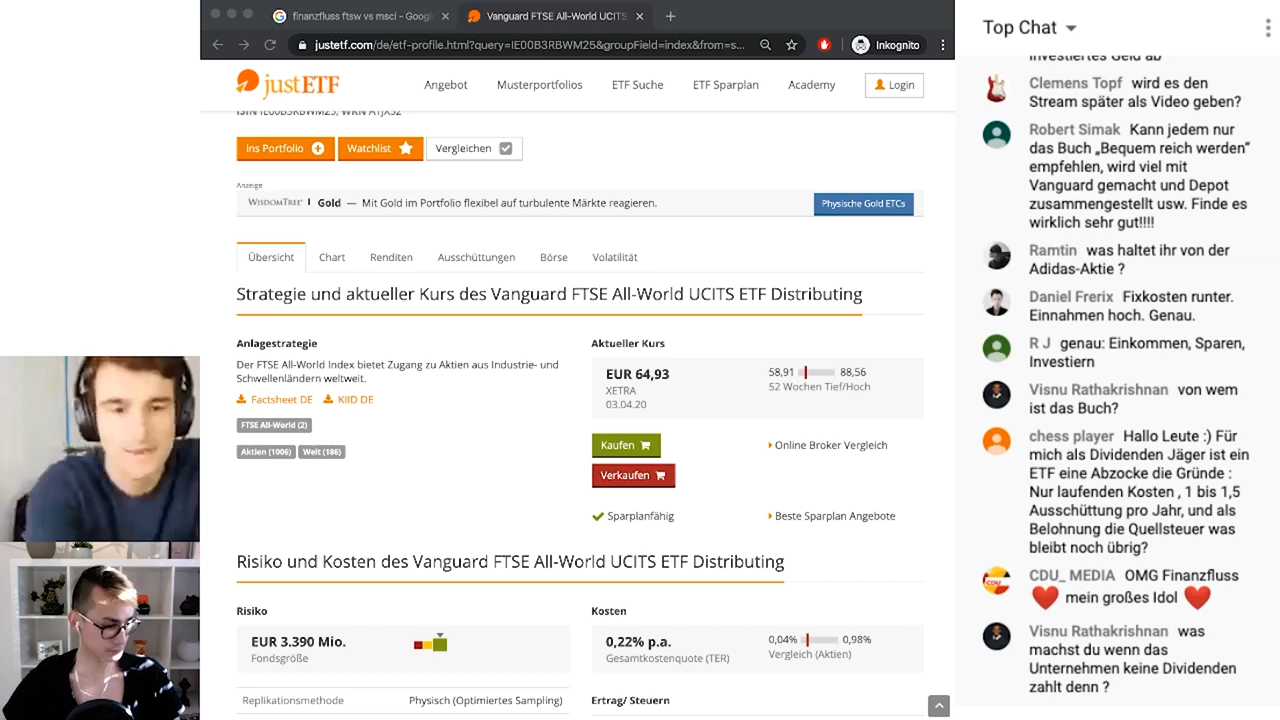 finanzfluss ftsw vs msci - Googl
Vanguard FTSE All-World UCITS
justetf.com/de/etf-profile.html?query=IE00B3RBWM25&groupField=index&from=s...
Inkognito
justETF
Angebot
Musterportfolios
ETF Suche
ETF Sparplan
Academy
Login
ISIN IE00B3RBWM25, WKN A1JX52
Ins Portfolio
Watchlist
Vergleichen
Anzeige
WISDOMTREE Gold — Mit Gold im Portfolio flexibel auf turbulente Märkte reagieren.
Physische Gold ETCs
Übersicht
Chart
Renditen
Ausschüttungen
Börse
Volatilität
Strategie und aktueller Kurs des Vanguard FTSE All-World UCITS ETF Distributing
Anlagestrategie
Der FTSE All-World Index bietet Zugang zu Aktien aus Industrie- und
Schwellenländern weltweit.
Factsheet DE
KIID DE
FTSE All-World (2)
Aktien (1006)
Welt (186)
Aktueller Kurs
EUR 64,93
XETRA
03.04.20
58,91
88,56
52 Wochen Tief/Hoch
Kaufen
Online Broker Vergleich
Verkaufen
Sparplanfähig
Beste Sparplan Angebote
Risiko und Kosten des Vanguard FTSE All-World UCITS ETF Distributing
Risiko
EUR 3.390 Mio.
Fondsgröße
Replikationsmethode
Physisch (Optimiertes Sampling)
Kosten
0,22% p.a.
Gesamtkostenquote (TER)
0,04%
0,98%
Vergleich (Aktien)
Ertrag/ Steuern
Top Chat
investiertes Geld ab
Clemens Topf wird es den
Stream später als Video geben?
Robert Simak Kann jedem nur
das Buch „Bequem reich werden“
empfehlen, wird viel mit
Vanguard gemacht und Depot
zusammengestellt usw. Finde es
wirklich sehr gut!!!!
Ramtin was haltet ihr von der
Adidas-Aktie ?
Daniel Frerix Fixkosten runter.
Einnahmen hoch. Genau.
R J genau: Einkommen, Sparen,
Investiern
Visnu Rathakrishnan von wem
ist das Buch?
chess player Hallo Leute :) Für
mich als Dividenden Jäger ist ein
ETF eine Abzocke die Gründe :
Nur laufenden Kosten , 1 bis 1,5
Ausschüttung pro Jahr, und als
Belohnung die Quellsteuer was
bleibt noch übrig?
CDU_ MEDIA OMG Finanzfluss
❤️ mein großes Idol ❤️
Visnu Rathakrishnan was
machst du wenn das
Unternehmen keine Dividenden
zahlt denn ?